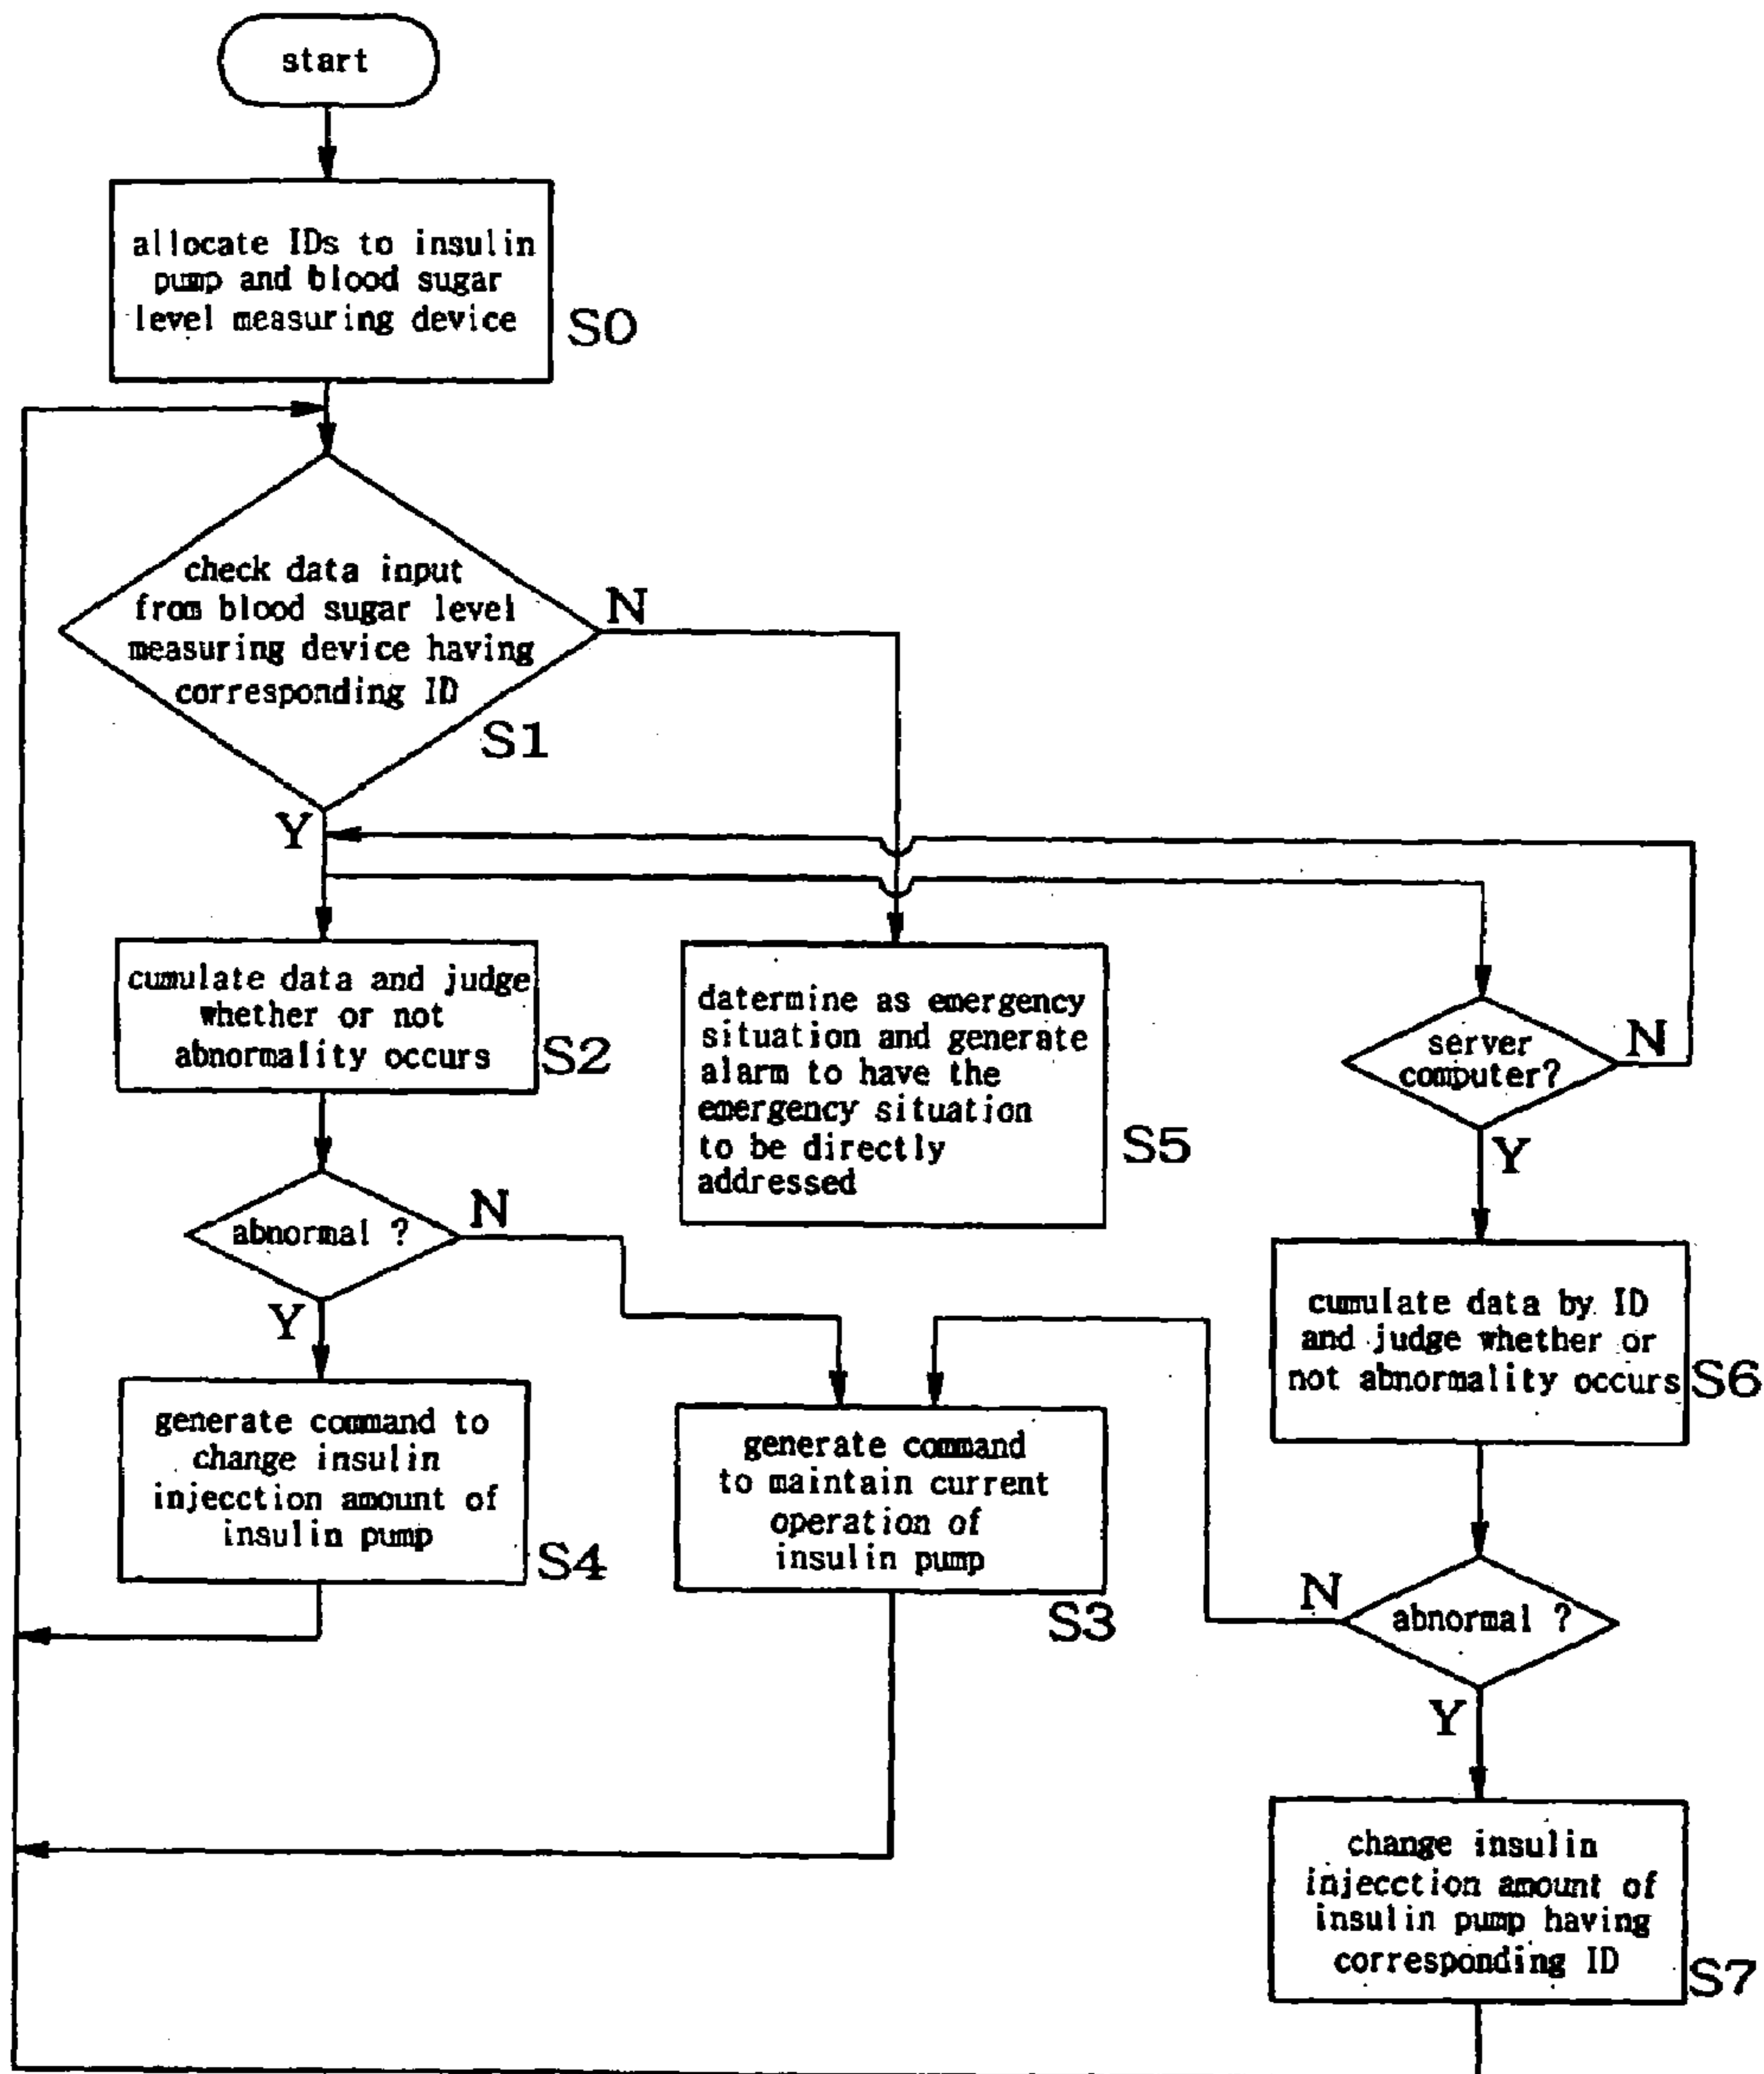 start
allocate IDs to insulin
pump and blood sugar
level measuring device
S0
check data input
from blood sugar level
measuring device having
corresponding ID
N
S1
Y
cumulate data and judge
whether or not
abnormality occurs
S2
datermine as emergency
situation and generate
alarm to have the
emergency situation
to be directly
addressed
S5
server
computer?
N
Y
abnormal ?
N
Y
cumulate data by ID
and judge whether or
not abnormality occurs
S6
generate command to
change insulin
injecction amount of
insulin pump
S4
generate command
to maintain current
operation of
insulin pump
S3
N
abnormal ?
Y
change insulin
injecction amount of
insulin pump having
corresponding ID
S7